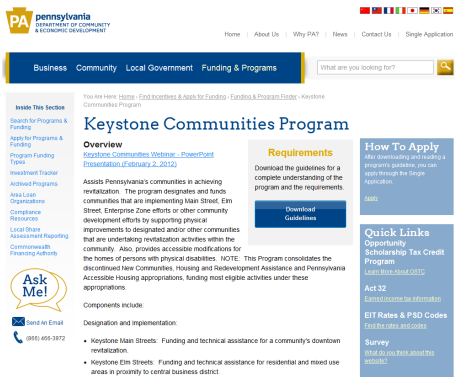 pennsylvania
PA
DEPARTMENT OF COMMUNITY
& ECONOMIC DEVELOPMENT
Home | About Us | Why PA? | News | Contact Us | Single Application
Business Community Local Government Funding & Programs
What are you looking for?
Inside This Section
Search for Programs &
Funding
Apply for Programs &
Funding
Program Funding
Types
Investment Tracker
Archived Programs
Area Loan
Organizations
Compliance
Resources
Local Share
Assessment Reporting
Commonwealth
Financing Authority
Ask
Me!
Send An Email
(866) 466-3972
You Are Here: Home › Find Incentives & Apply for Funding › Funding & Program Finder › Keystone
Communities Program
Keystone Communities Program
Overview
Keystone Communities Webinar - PowerPoint
Presentation (February 2, 2012)
Assists Pennsylvania's communities in achieving
revitalization. The program designates and funds
communities that are implementing Main Street, Elm
Street, Enterprise Zone efforts or other community
development efforts by supporting physical
improvements to designated and/or other communities
that are undertaking revitalization activities within the
community. Also, provides accessible modifications for
the homes of persons with physical disabilities. NOTE: This Program consolidates the
discontinued New Communities, Housing and Redevelopment Assistance and Pennsylvania
Accessible Housing appropriations, funding most eligible activities under these
appropriations.
Components include:
Designation and Implementation:
• Keystone Main Streets: Funding and technical assistance for a community's downtown
revitalization.
• Keystone Elm Streets: Funding and technical assistance for residential and mixed use
areas in proximity to central business district.
Requirements
Download the guidelines for a
complete understanding of the
program and the requirements.
Download
Guidelines
How To Apply
After downloading and reading a
program's guideline, you can
apply through the Single
Application.
Apply
Quick Links
Opportunity
Scholarship Tax Credit
Program
Learn More About OSTC
Act 32
Earned income tax information
EIT Rates & PSD Codes
Find the rates and codes
Survey
What do you think about this
website?